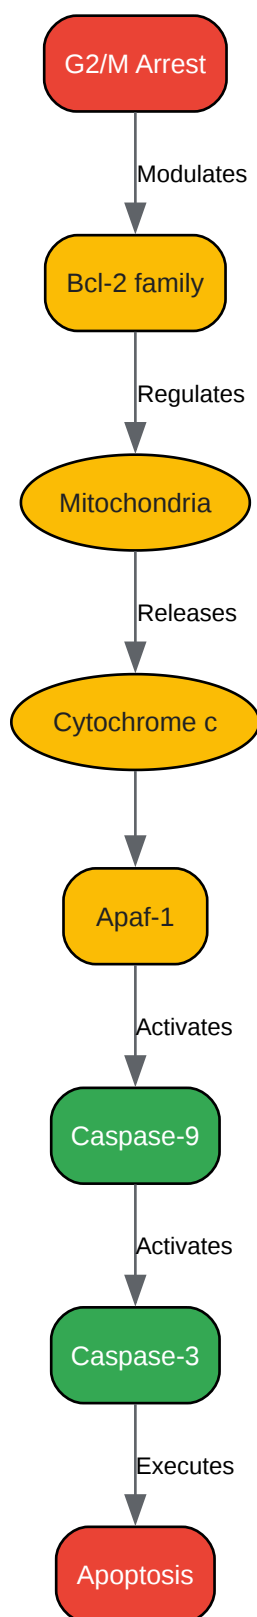 G2/M Arrest
Modulates
Bcl-2 family
Regulates
Mitochondria
Releases
Cytochrome c
Apaf-1
Activates
Caspase-9
Activates
Caspase-3
Executes
Apoptosis